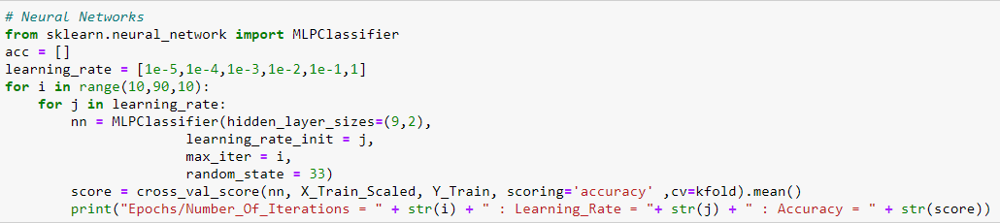 # Neural Networks
from sklearn.neural_network import MLPClassifier
acc = []
learning_rate = [1e-5,1e-4,1e-3,1e-2,1e-1,1]
for i in range(10,90,10):
    for j in learning_rate:
        nn = MLPClassifier(hidden_layer_sizes=(9,2),
                      learning_rate_init = j,
                      max_iter = i,
                      random_state = 33)
        score = cross_val_score(nn, X_Train_Scaled, Y_Train, scoring='accuracy' ,cv=kfold).mean()
        print("Epochs/Number_Of_Iterations = " + str(i) + " : Learning_Rate = "+ str(j) + " : Accuracy = " + str(score))